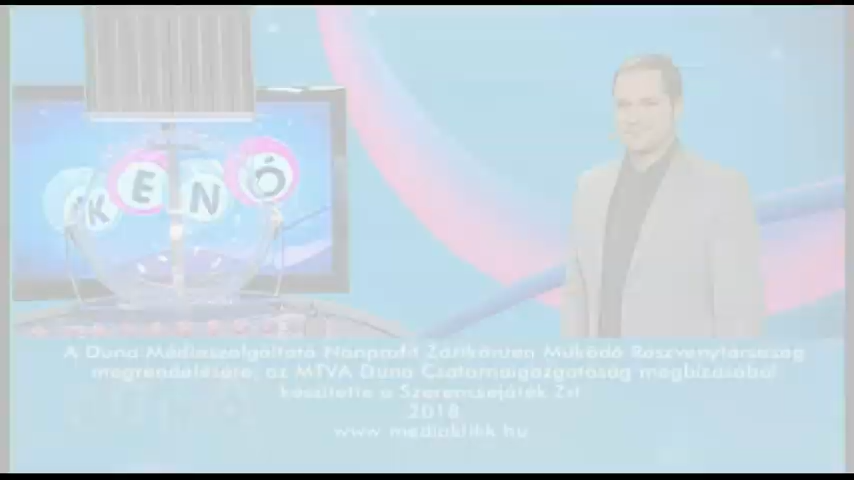 KENÓ
A Duna Médiaszolgáltató Nonprofit Zártkörűen Működő Részvénytársaság
megrendelésére, az MTVA Duna Csatornaigazgatóság megbízásából
készítette a Szerencsejáték Zrt
2018
www.mediaklikk.hu